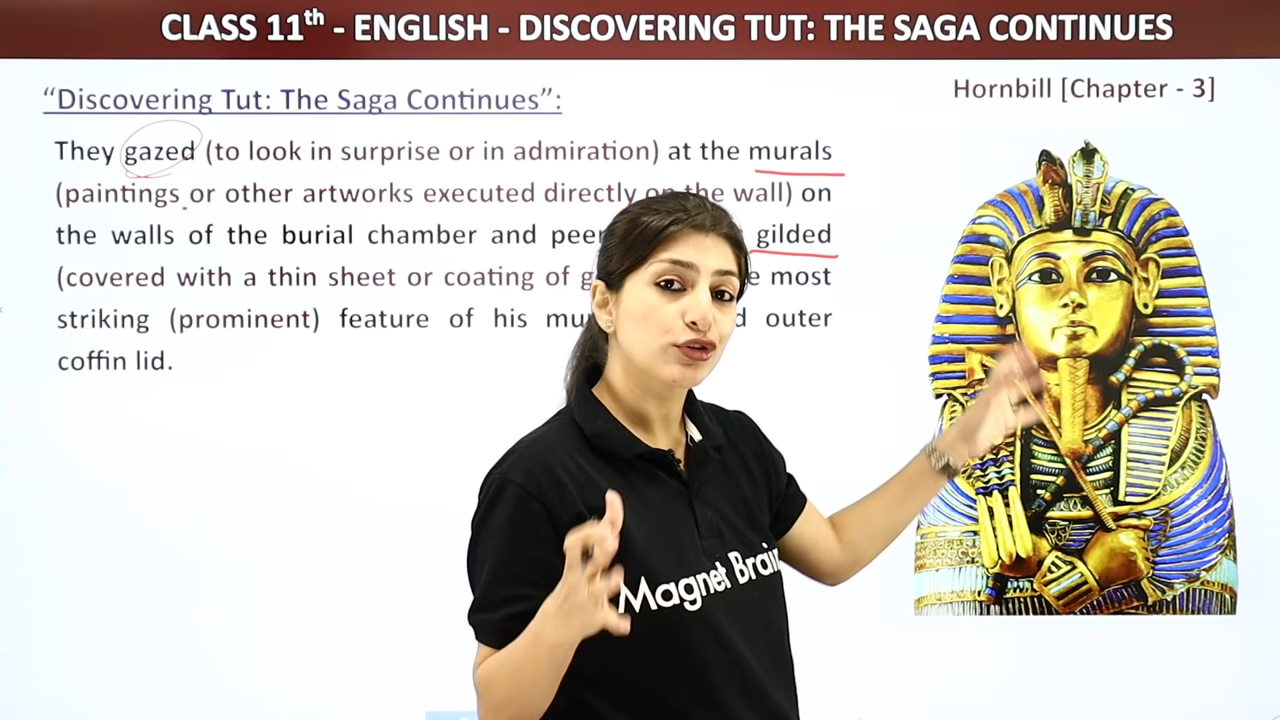 CLASS 11th - ENGLISH - DISCOVERING TUT: THE SAGA CONTINUES
"Discovering Tut: The Saga Continues":
Hornbill [Chapter - 3]
They gazed (to look in surprise or in admiration) at the murals
(paintings or other artworks executed directly on the wall) on
the walls of the burial chamber and gilded
(covered with a thin sheet or coating of most
striking (prominent) feature of his outer
coffin lid.
Magnet Brain